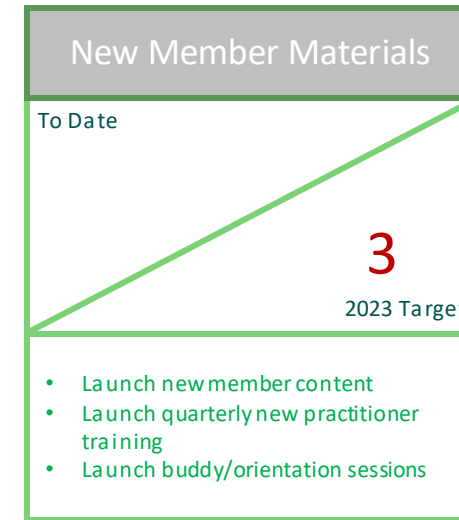 New Member Materials
To Date
3
2023 Targe
• Launch new member content
• Launch quarterly new practitioner
training
• Launch buddy/orientation sessions